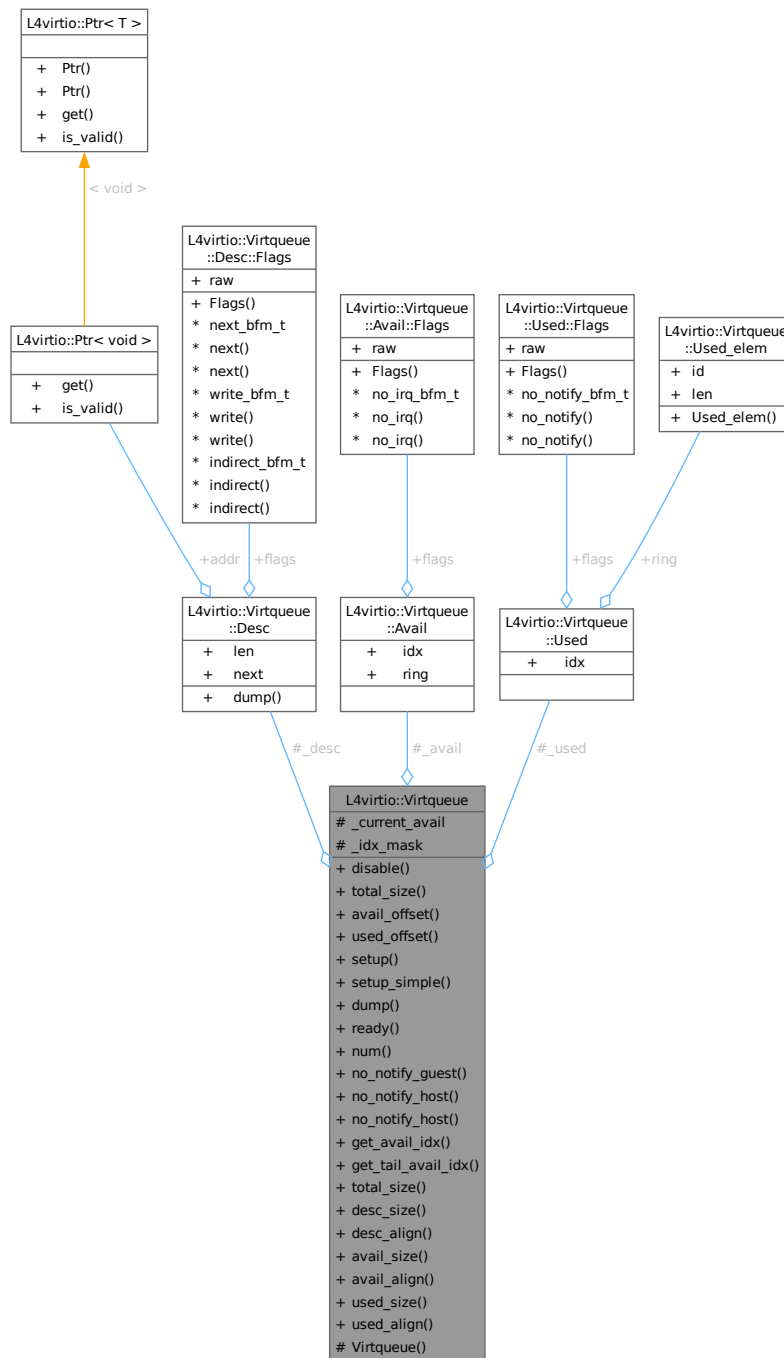 L4virtio::Ptr< T >
+ Ptr()
+ Ptr()
+ get()
+ is_valid()
< void >
L4virtio::Ptr< void >
+ get()
+ is_valid()
L4virtio::Virtqueue
::Desc::Flags
+ raw
+ Flags()
* next_bfm_t
* next()
* next()
* write_bfm_t
* write()
* write()
* indirect_bfm_t
* indirect()
* indirect()
L4virtio::Virtqueue
::Avail::Flags
+ raw
+ Flags()
* no_irq_bfm_t
* no_irq()
* no_irq()
L4virtio::Virtqueue
::Used::Flags
+ raw
+ Flags()
* no_notify_bfm_t
* no_notify()
* no_notify()
L4virtio::Virtqueue
::Used_elem
+ id
+ len
+ Used_elem()
+addr
+flags
+flags
+flags
+ring
L4virtio::Virtqueue
::Desc
+ len
+ next
+ dump()
L4virtio::Virtqueue
::Avail
+ idx
+ ring
L4virtio::Virtqueue
::Used
+ idx
#_desc
#_avail
#_used
L4virtio::Virtqueue
# _current_avail
# _idx_mask
+ disable()
+ total_size()
+ avail_offset()
+ used_offset()
+ setup()
+ setup_simple()
+ dump()
+ ready()
+ num()
+ no_notify_guest()
+ no_notify_host()
+ no_notify_host()
+ get_avail_idx()
+ get_tail_avail_idx()
+ total_size()
+ desc_size()
+ desc_align()
+ avail_size()
+ avail_align()
+ used_size()
+ used_align()
# Virtqueue()